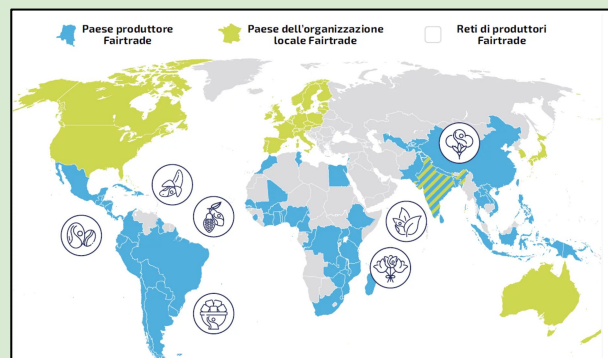 Paese produttore
Fairtrade
Paese dell'organizzazione
locale Fairtrade
Reti di produttori
Fairtrade